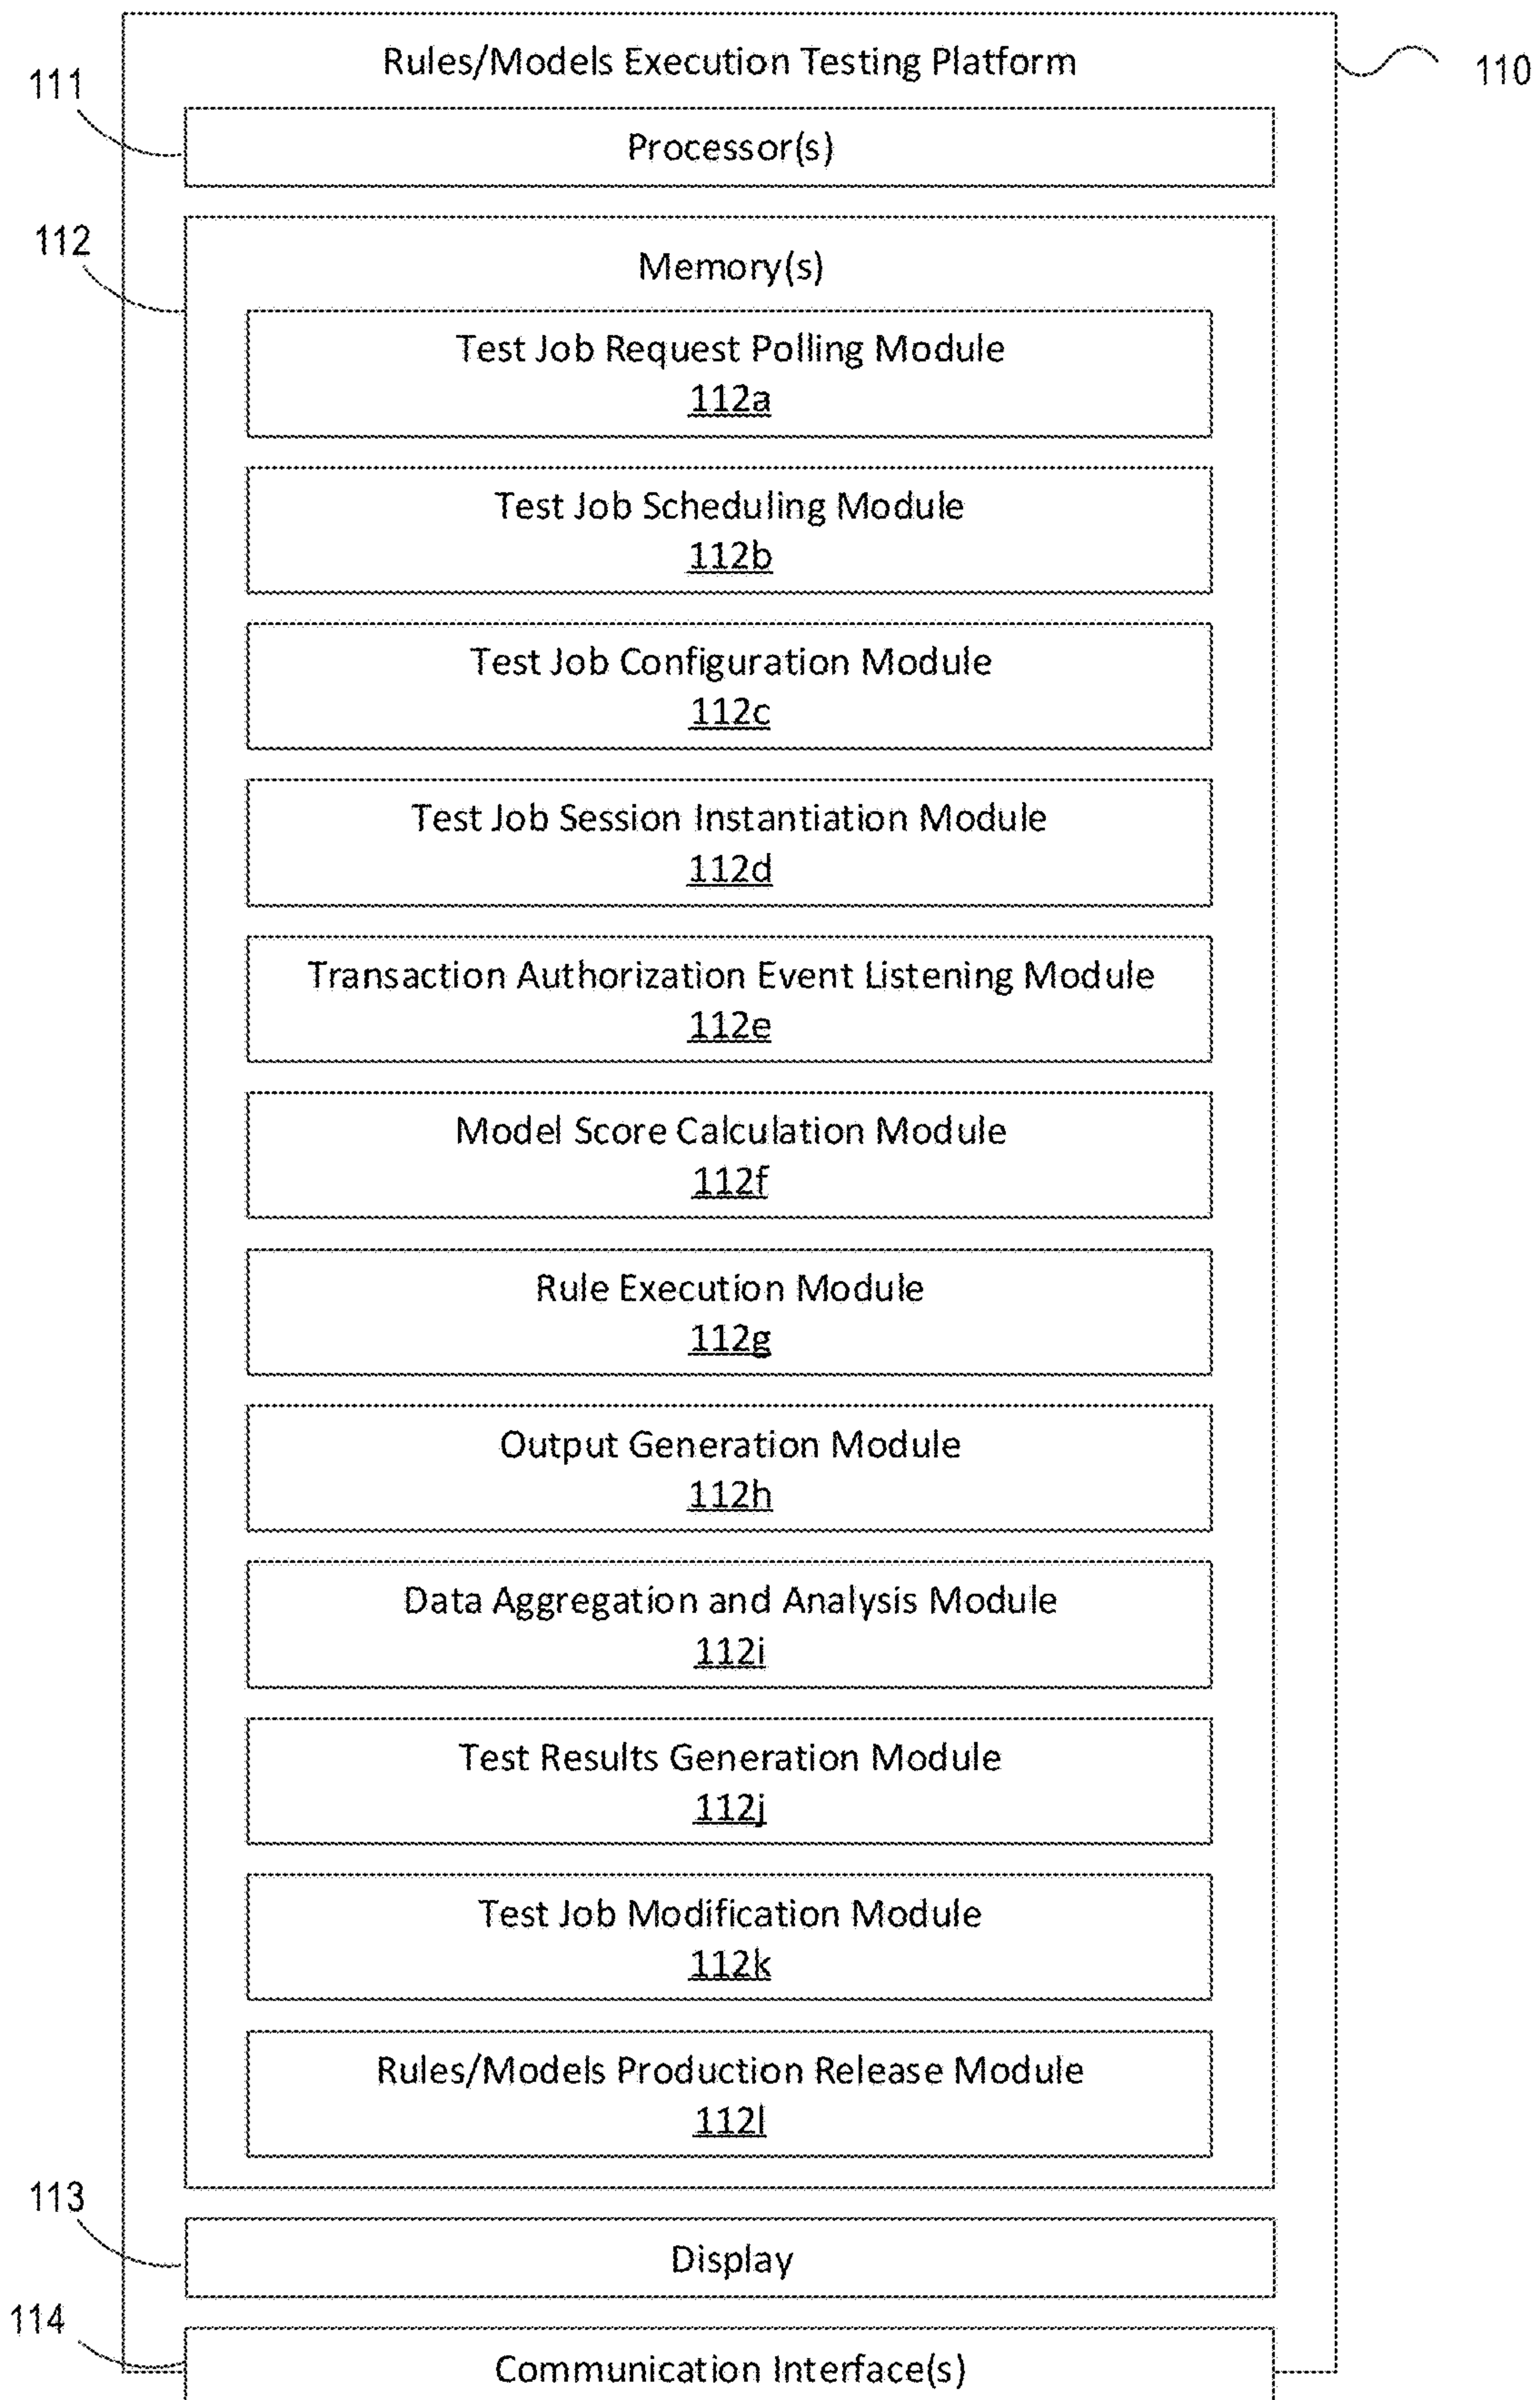 Rules/Models Execution Testing Platform
110
111
Processor(s)
112
Memory(s)
Test Job Request Polling Module
112a
Test Job Scheduling Module
112b
Test Job Configuration Module
112c
Test Job Session Instantiation Module
112d
Transaction Authorization Event Listening Module
112e
Model Score Calculation Module
112f
Rule Execution Module
112g
Output Generation Module
112h
Data Aggregation and Analysis Module
112i
Test Results Generation Module
112j
Test Job Modification Module
112k
Rules/Models Production Release Module
112l
113
Display
114
Communication Interface(s)